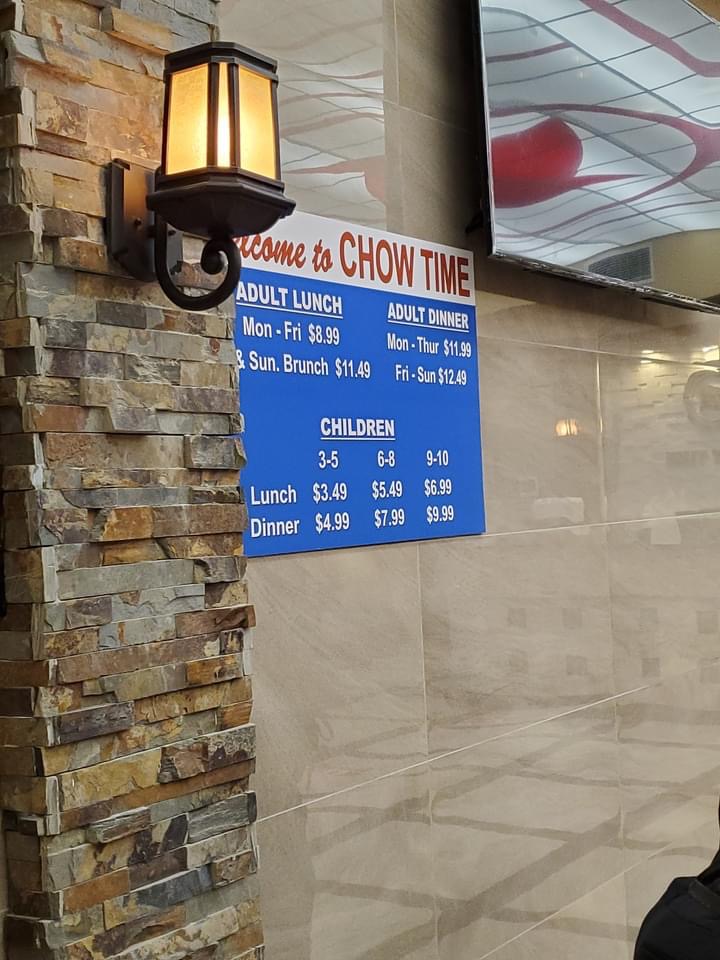 elcome to CHOW TIME
ADULT LUNCH
Mon - Fri $8.99
& Sun. Brunch $11.49
ADULT DINNER
Mon - Thur $11.99
Fri - Sun $12.49
CHILDREN
3-5 6-8 9-10
Lunch $3.49 $5.49 $6.99
Dinner $4.99 $7.99 $9.99